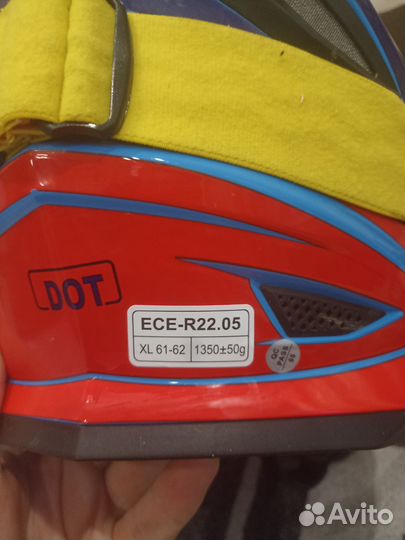 DOT
ECE-R22.05
XL 61-62 1350±50g
QC
PASS
Avito